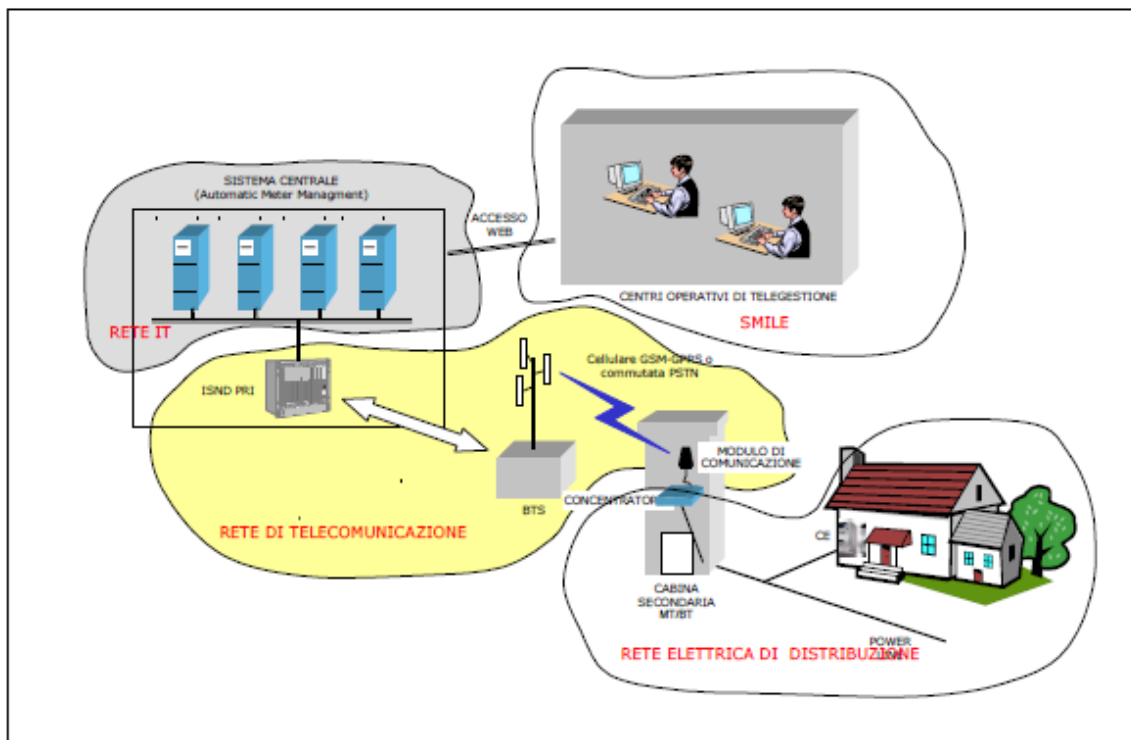 SISTEMA CENTRALE
(Automatic Meter Managment)
ACCESSO
WEB
CENTRI OPERATIVI DI TELEGESTIONE
SMILE
RETE IT
ISND PRI
Cellulare GSM-GPRS o
commutata PSTN
MODULO DI
COMUNICAZIONE
CONCENTRATOR
BTS
RETE DI TELECOMUNICAZIONE
CE
CABINA
SECONDARIA
MT/BT
POWER
LINE
RETE ELETTRICA DI DISTRIBUZIONE